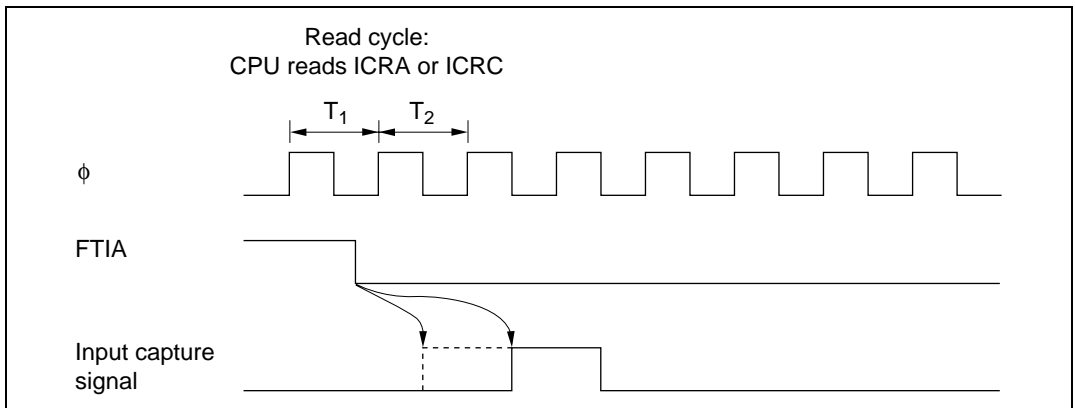 Read cycle:
CPU reads ICRA or ICRC
T₁ T₂
ϕ
FTIA
Input capture
signal